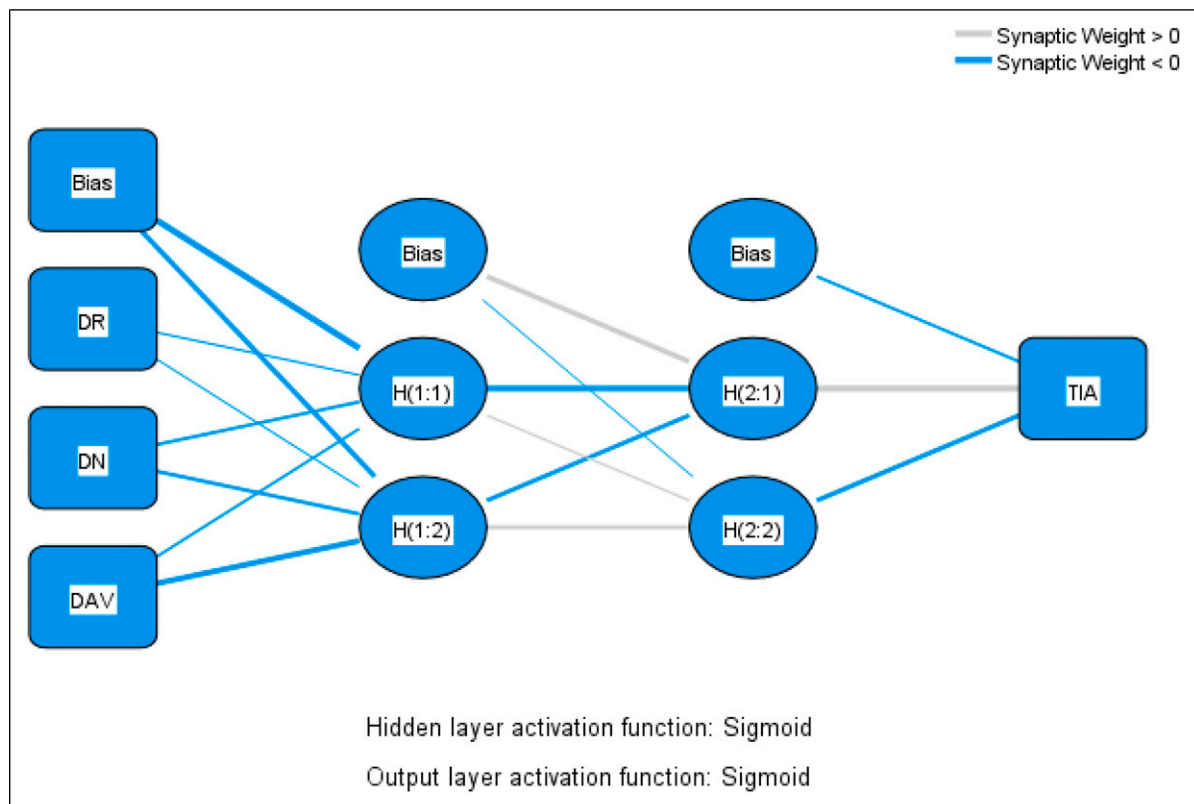 Synaptic Weight > 0
Synaptic Weight < 0
Bias
DR
DN
DAV
Bias
H(1:1)
H(1:2)
Bias
H(2:1)
H(2:2)
TIA
Hidden layer activation function: Sigmoid
Output layer activation function: Sigmoid